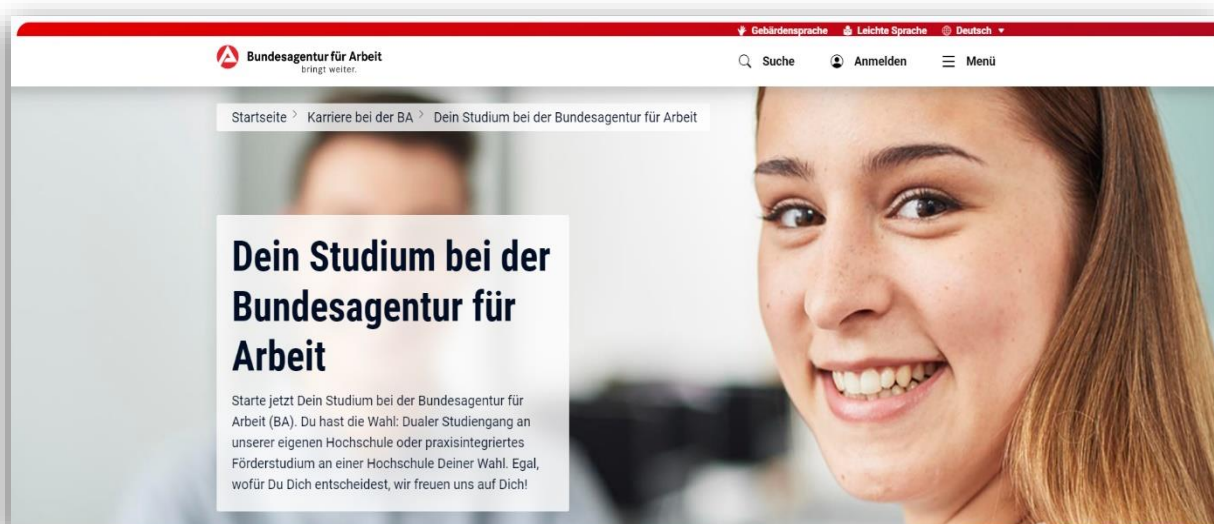 Gebärdensprache Leichte Sprache Deutsch
Bundesagentur für Arbeit
bringt weiter.
Suche Anmelden Menü
Startseite > Karriere bei der BA > Dein Studium bei der Bundesagentur für Arbeit
Dein Studium bei der
Bundesagentur für
Arbeit
Starte jetzt Dein Studium bei der Bundesagentur für
Arbeit (BA). Du hast die Wahl: Dualer Studiengang an
unserer eigenen Hochschule oder praxisintegriertes
Förderstudium an einer Hochschule Deiner Wahl. Egal,
wofür Du Dich entscheidest, wir freuen uns auf Dich!